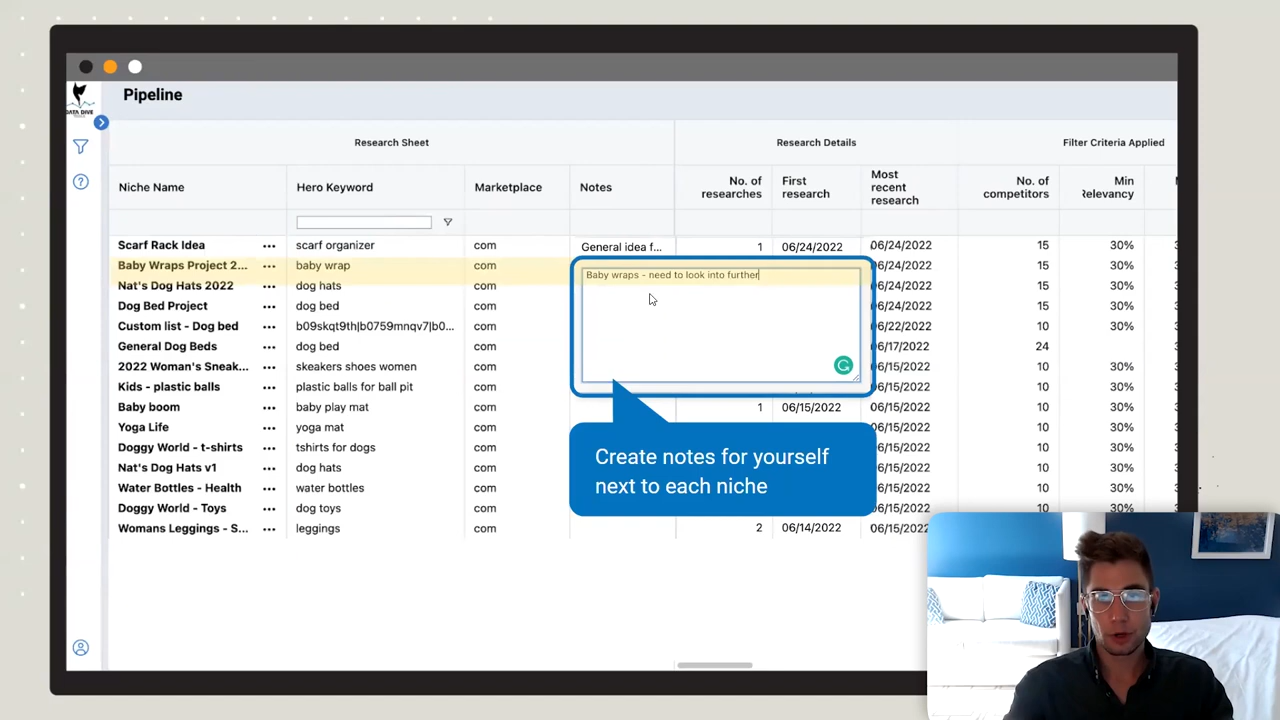 Pipeline
DATA DIVE
Research Sheet
Research Details
Filter Criteria Applied
Niche Name
Hero Keyword
Marketplace
Notes
No. of researches
First research
Most recent research
No. of competitors
Min Relevancy
Scarf Rack Idea ••• scarf organizer com General idea f... 1 06/24/2022 06/24/2022 15 30%
Baby Wraps Project 2... ••• baby wrap com 06/24/2022 15 30%
Nat's Dog Hats 2022 ••• dog hats com 06/24/2022 15 30%
Dog Bed Project ••• dog bed com 06/24/2022 15 30%
Custom list - Dog bed ••• b09skqt9th|b0759mnqv7|b0... com 06/22/2022 10 30%
General Dog Beds ••• dog bed com 06/17/2022 24
2022 Woman's Sneak... ••• skeakers shoes women com 06/15/2022 10 30%
Kids - plastic balls ••• plastic balls for ball pit com 06/15/2022 10 30%
Baby boom ••• baby play mat com 1 06/15/2022 06/15/2022 10 30%
Yoga Life ••• yoga mat com 06/15/2022 10 30%
Doggy World - t-shirts ••• tshirts for dogs com 06/15/2022 10 30%
Nat's Dog Hats v1 ••• dog hats com 06/15/2022 10 30%
Water Bottles - Health ••• water bottles com 06/15/2022 10 30%
Doggy World - Toys ••• dog toys com 06/15/2022 10 30%
Womans Leggings - S... ••• leggings com 2 06/14/2022 06/15/2022 10 30%
Baby wraps - need to look into further
Create notes for yourself
next to each niche